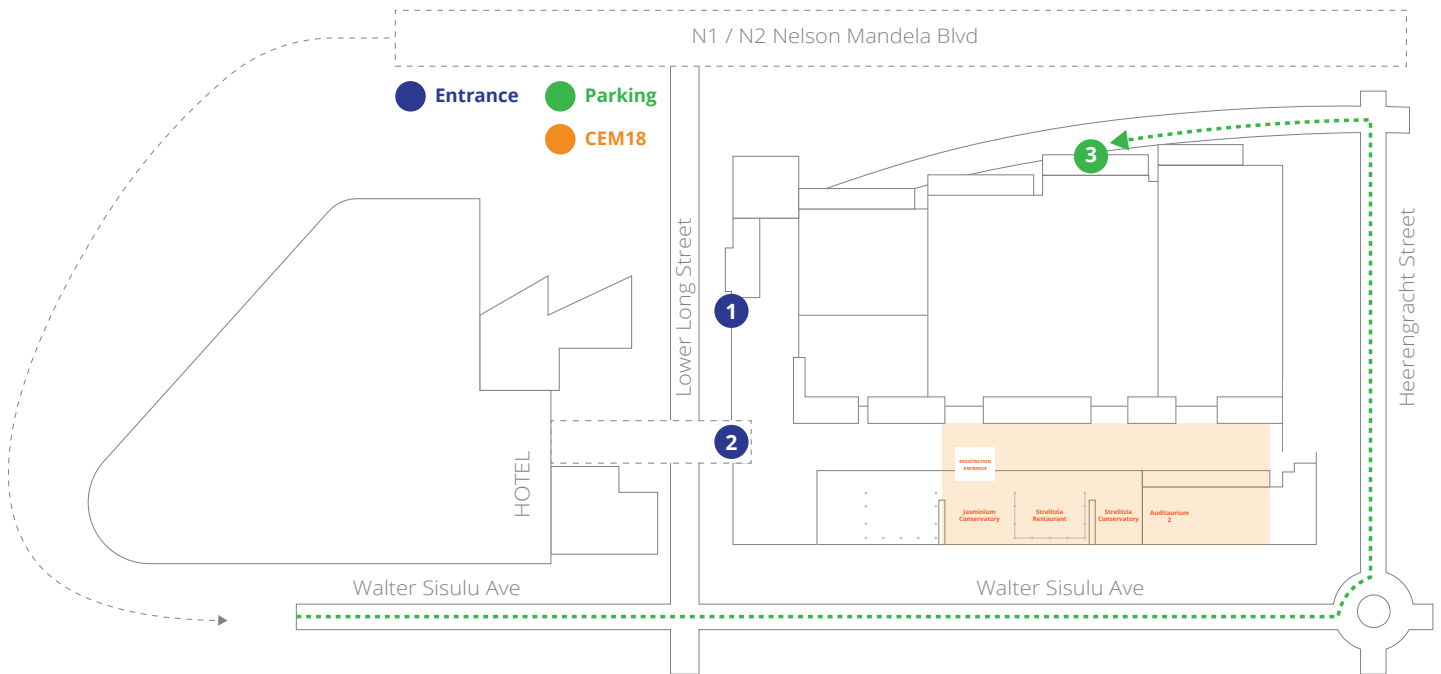 N1 / N2 Nelson Mandela Blvd
Entrance
Parking
CEM18
3
Lower Long Street
Heerengracht Street
1
2
HOTEL
REGISTRATION
ENTRANCE
Jasminium
Conservatory
Strelitzia
Restaurant
Strelitzia
Conservatory
Auditaurium
2
Walter Sisulu Ave
Walter Sisulu Ave